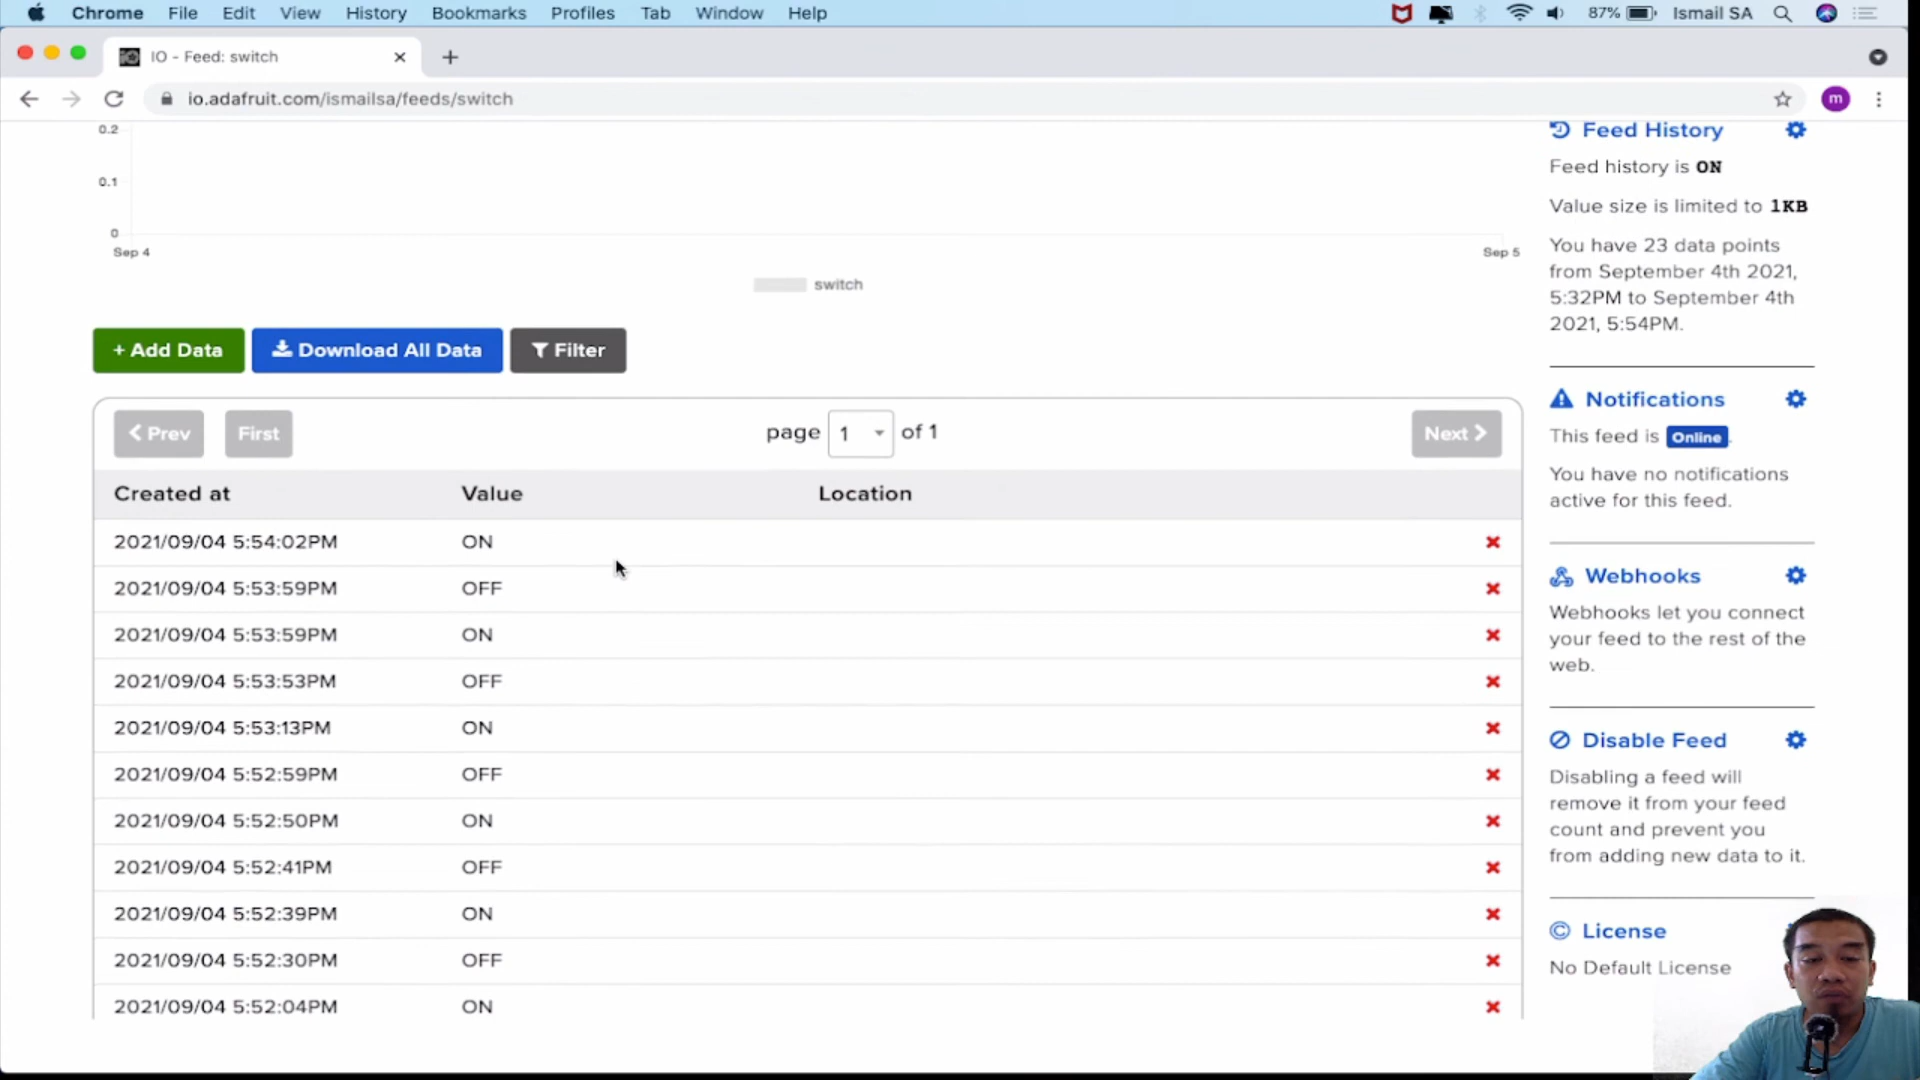 Chrome File Edit View History Bookmarks Profiles Tab Window Help 87% Ismail SA
IO - Feed: switch
io.adafruit.com/ismailsa/feeds/switch
m
0.2
0.1
0
Sep 4
Sep 5
switch
+ Add Data
Download All Data
Filter
Prev
First
page 1 of 1
Next
Created at Value Location
2021/09/04 5:54:02PM ON
2021/09/04 5:53:59PM OFF
2021/09/04 5:53:59PM ON
2021/09/04 5:53:53PM OFF
2021/09/04 5:53:13PM ON
2021/09/04 5:52:59PM OFF
2021/09/04 5:52:50PM ON
2021/09/04 5:52:41PM OFF
2021/09/04 5:52:39PM ON
2021/09/04 5:52:30PM OFF
2021/09/04 5:52:04PM ON
Feed History
Feed history is ON
Value size is limited to 1KB
You have 23 data points
from September 4th 2021,
5:32PM to September 4th
2021, 5:54PM.
Notifications
This feed is Online.
You have no notifications
active for this feed.
Webhooks
Webhooks let you connect
your feed to the rest of the
web.
Disable Feed
Disabling a feed will
remove it from your feed
count and prevent you
from adding new data to it.
License
No Default License